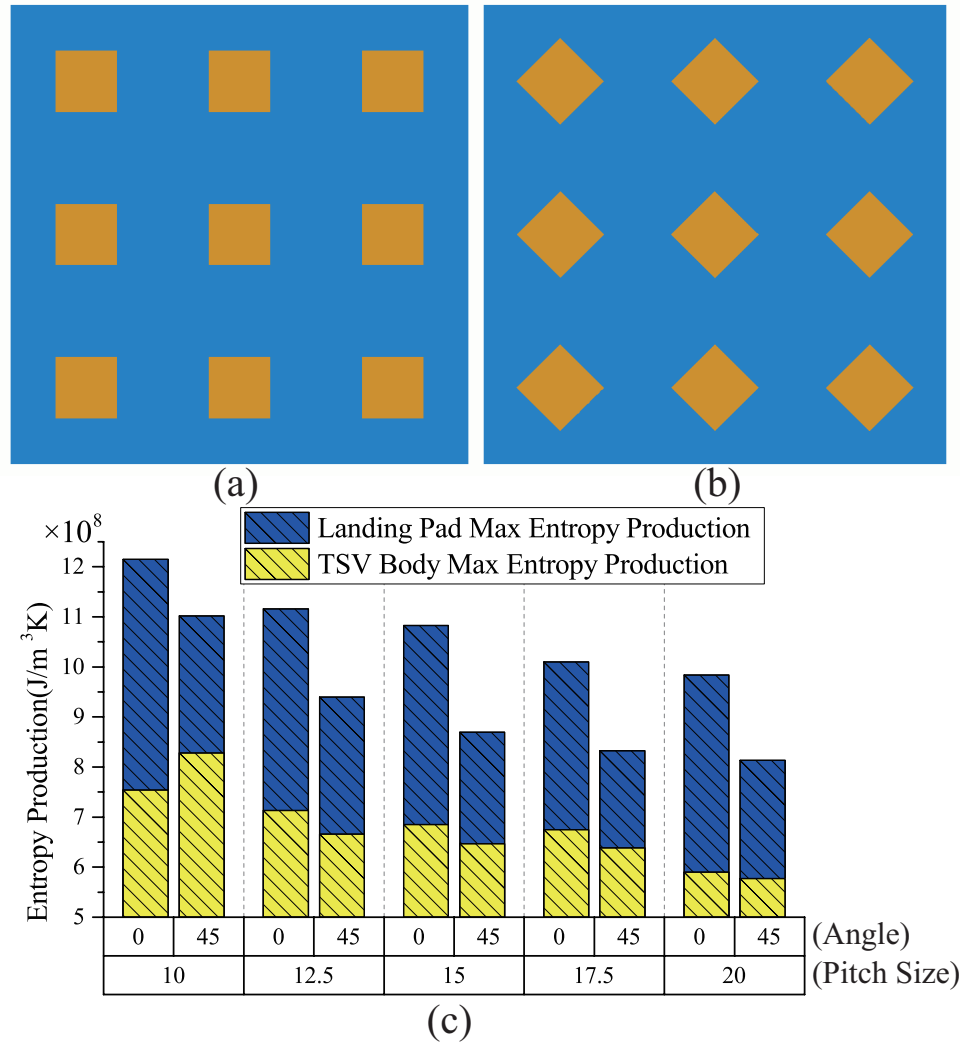 (a)
(b)
×10⁸
Landing Pad Max Entropy Production
TSV Body Max Entropy Production
Entropy Production(J/m ³K)
12
11
10
9
8
7
6
5
0 45 0 45 0 45 0 45 0 45 (Angle)
10 12.5 15 17.5 20 (Pitch Size)
(c)